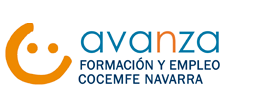 avanza
FORMACIÓN Y EMPLEO
COCEMFE NAVARRA